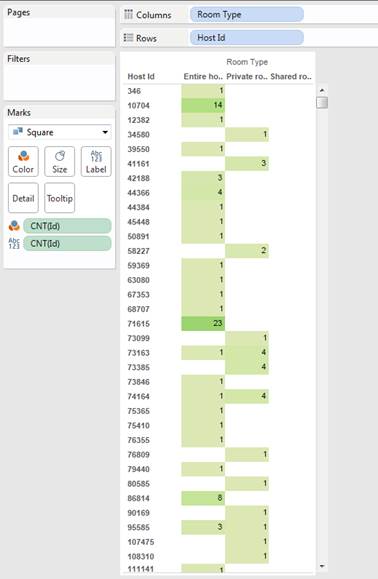 Pages
Columns Room Type
Rows Host Id
Filters
Marks
Square
Color Size Label
Abc 123
Detail Tooltip
CNT(Id)
Abc 123 CNT(Id)
Room Type
Host Id Entire ho.. Private ro.. Shared ro..
346 1
10704 14
12382 1
34580 1
39550 1
41161 3
42188 3
44366 4
44384 1
45448 1
50891 1
58227 2
59369 1
63080 1
67353 1
68707 1
71615 23
73099 1
73163 1 4
73385 4
73846 1
74164 1 4
75365 1
75410 1
76355 1
76809 1
79440 1
80585 1
86814 8
90169 1
95585 3 1
107475 1
108310 1
111141 1